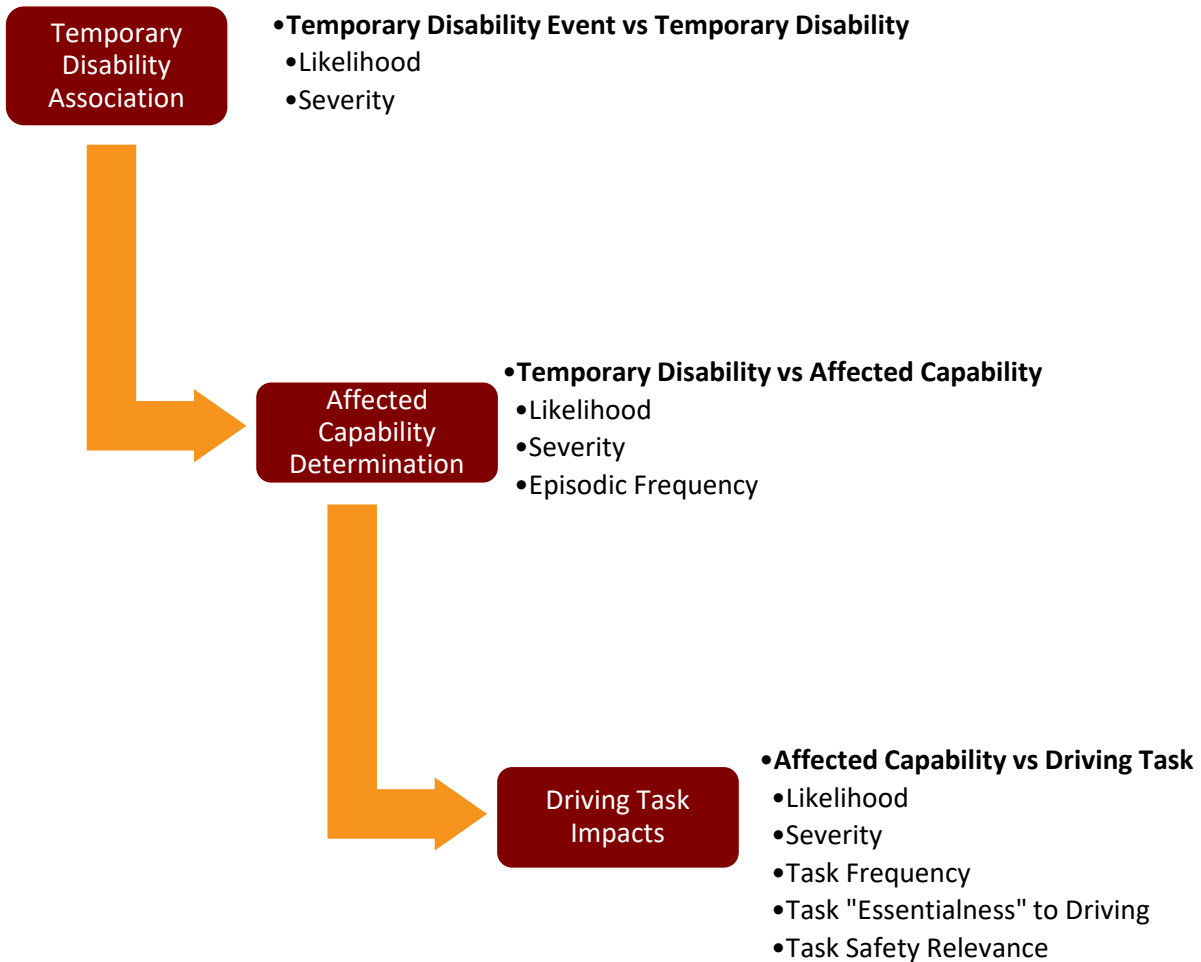 Temporary
Disability
Association
•Temporary Disability Event vs Temporary Disability
•Likelihood
•Severity
Affected
Capability
Determination
•Temporary Disability vs Affected Capability
•Likelihood
•Severity
•Episodic Frequency
Driving Task
Impacts
•Affected Capability vs Driving Task
•Likelihood
•Severity
•Task Frequency
•Task "Essentialness" to Driving
•Task Safety Relevance